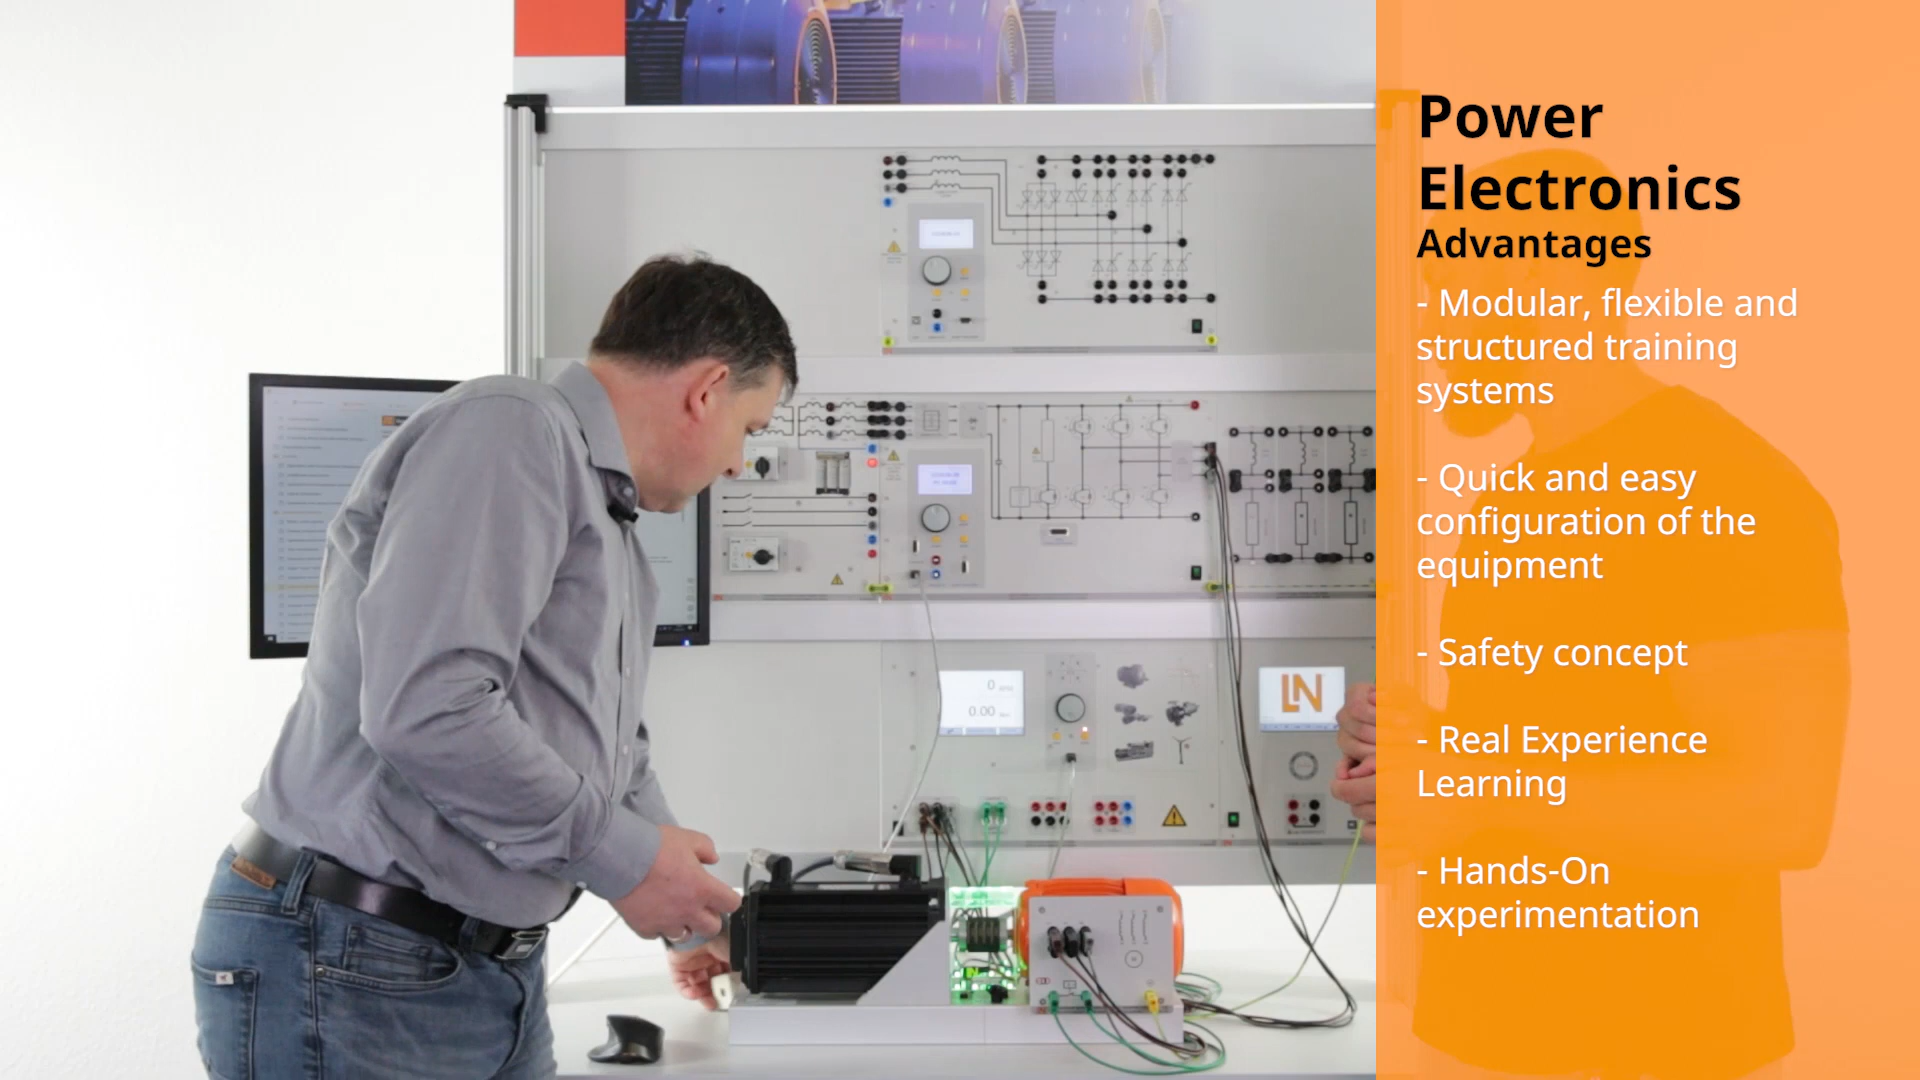 Power
Electronics
Advantages
- Modular, flexible and
structured training
systems
- Quick and easy
configuration of the
equipment
- Safety concept
- Real Experience
Learning
- Hands-On
experimentation
0
0.00
LN